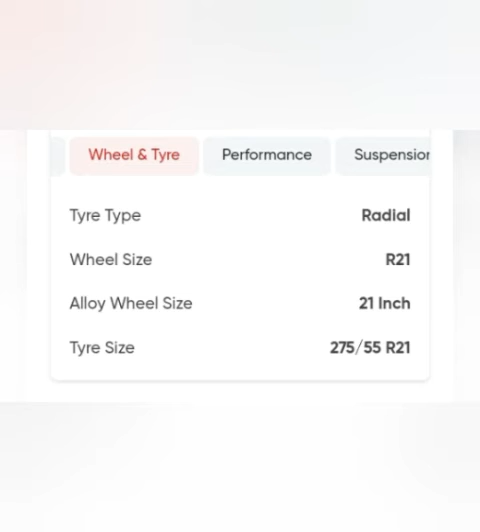 Wheel & Tyre Performance Suspension
Tyre Type Radial
Wheel Size R21
Alloy Wheel Size 21 Inch
Tyre Size 275/55 R21